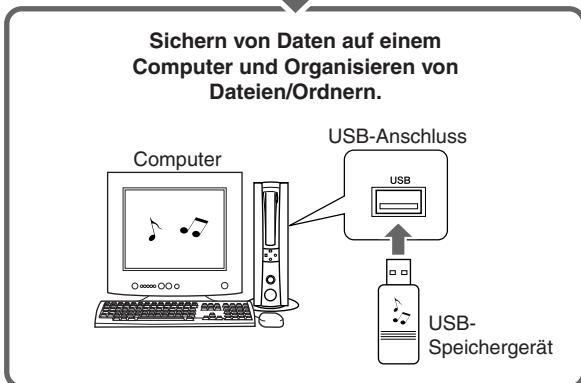 Sichern von Daten auf einem
Computer und Organisieren von
Dateien/Ordnern.
USB-Anschluss
Computer
USB
USB-
Speichergerät